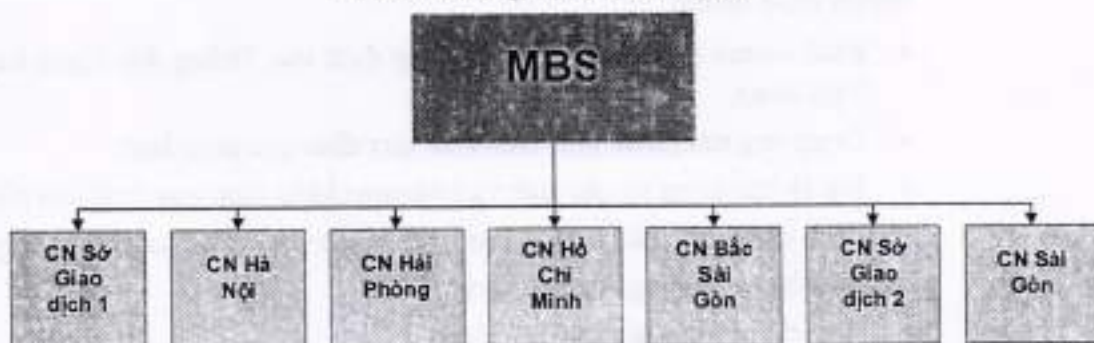 MBS
CN Sở
Giao
dịch 1
CN Hà
Nội
CN Hải
Phòng
CN Hồ
Chí
Minh
CN Bắc
Sài
Gòn
CN Sở
Giao
dịch 2
CN Sài
Gòn